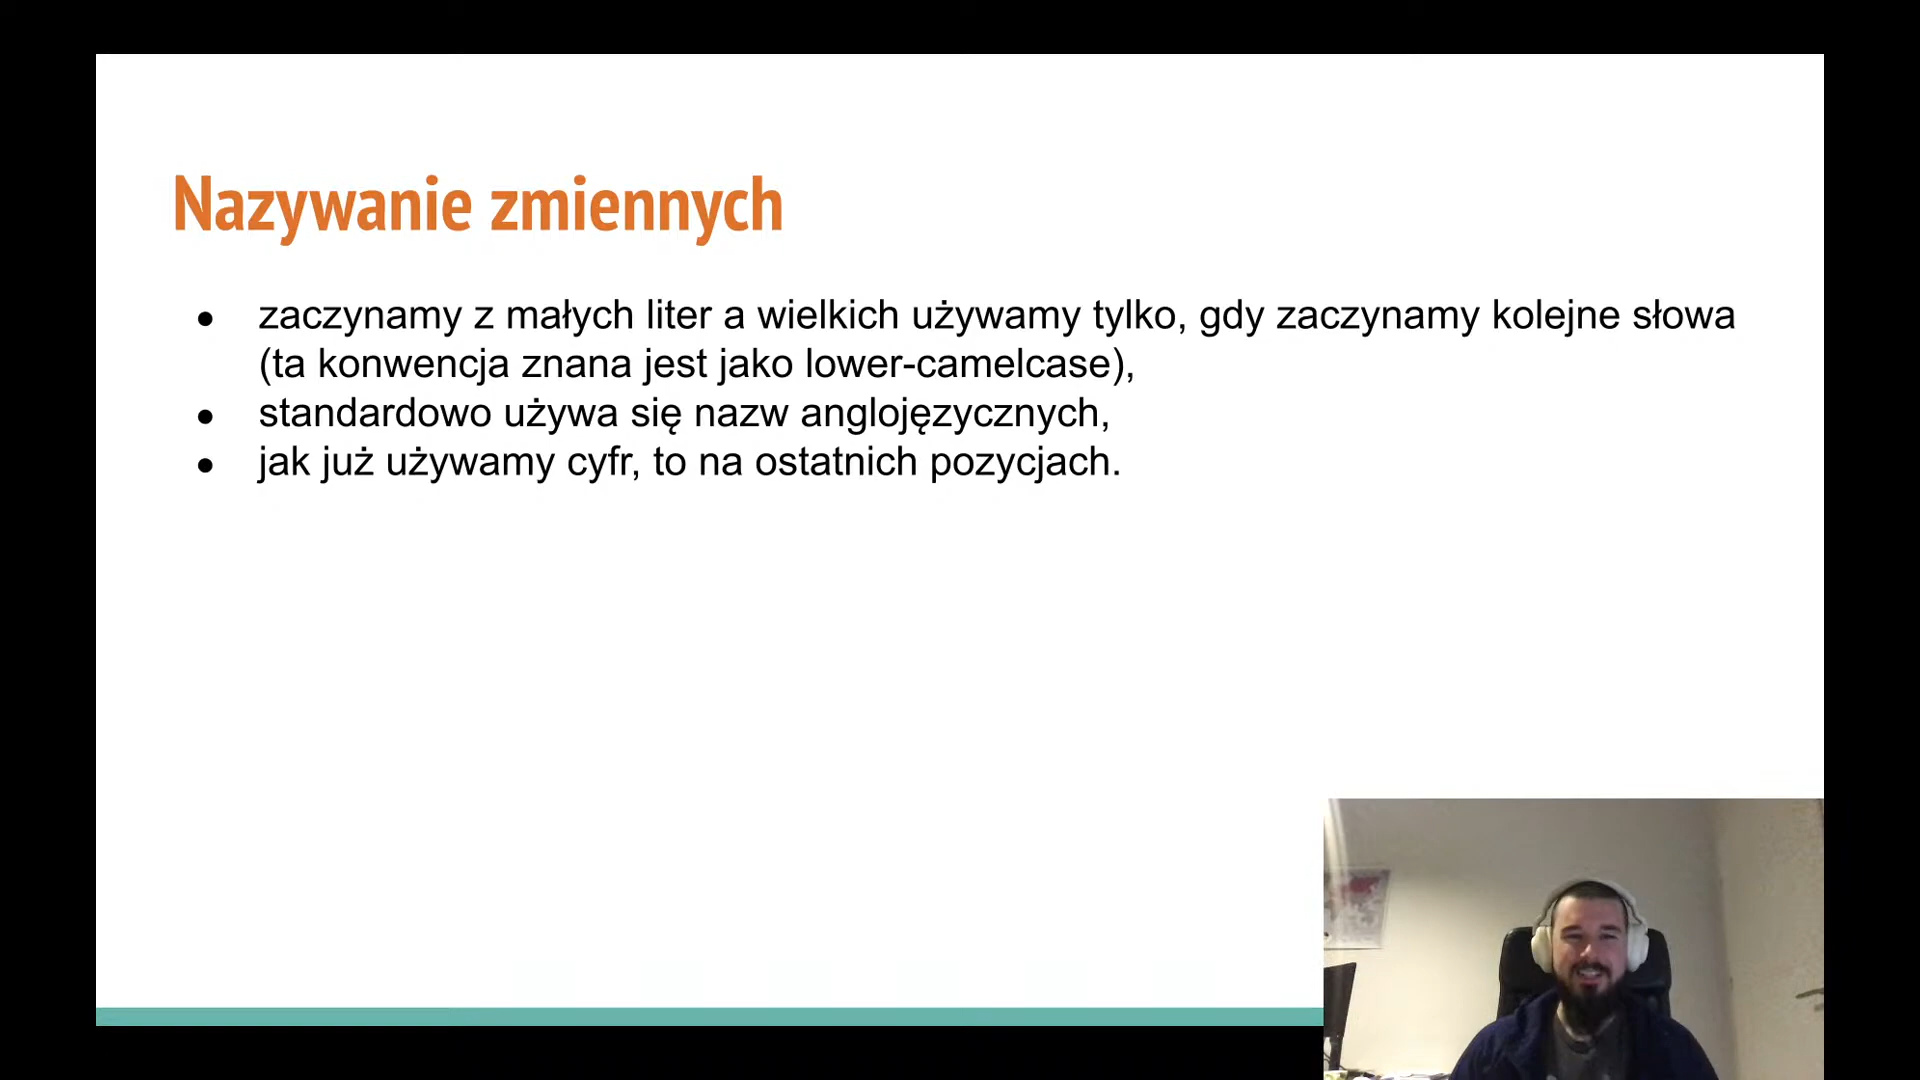 Nazywanie zmiennych
● zaczynamy z małych liter a wielkich używamy tylko, gdy zaczynamy kolejne słowa
(ta konwencja znana jest jako lower-camelcase),
● standardowo używa się nazw anglojęzycznych,
● jak już używamy cyfr, to na ostatnich pozycjach.